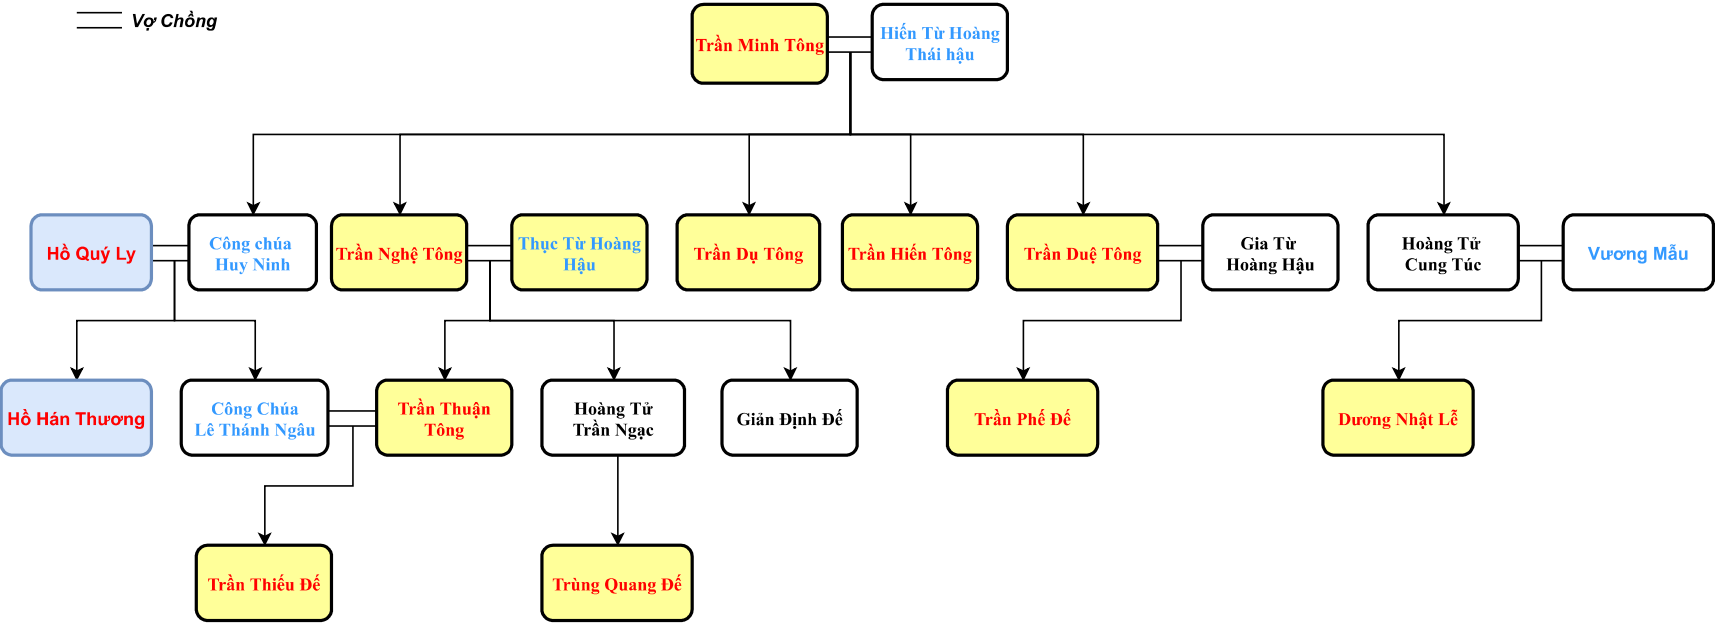 Vợ Chồng
Trần Minh Tông
Hiến Từ Hoàng
Thái hậu
Hồ Quý Ly
Công chúa
Huy Ninh
Trần Nghệ Tông
Thục Từ Hoàng
Hậu
Trần Dụ Tông
Trần Hiến Tông
Trần Duệ Tông
Gia Từ
Hoàng Hậu
Hoàng Tử
Cung Túc
Vương Mẫu
Hồ Hán Thương
Công Chúa
Lê Thánh Ngâu
Trần Thuận
Tông
Hoàng Tử
Trần Ngạc
Giản Định Đế
Trần Phế Đế
Dương Nhật Lễ
Trần Thiếu Đế
Trùng Quang Đế